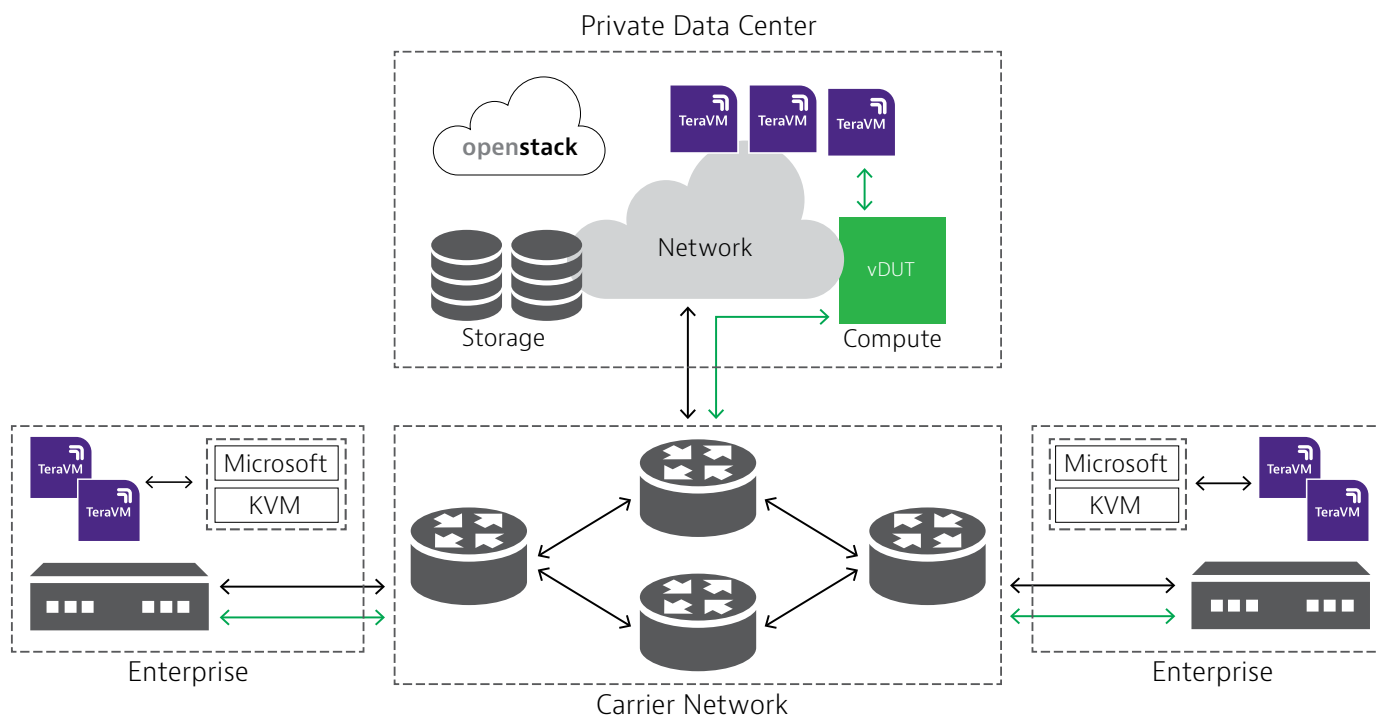 Private Data Center
openstack
TeraVM
TeraVM
TeraVM
Network
vDUT
Storage
Compute
TeraVM
TeraVM
Microsoft
KVM
Enterprise
Carrier Network
Microsoft
KVM
TeraVM
TeraVM
Enterprise